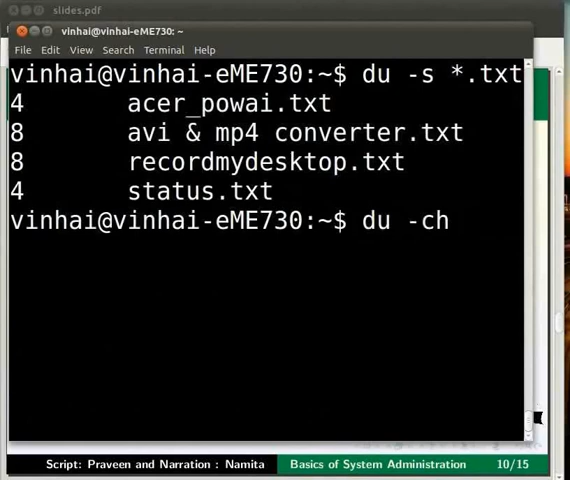 slides.pdf
vinhai@vinhai-eME730: ~
File Edit View Search Terminal Help
vinhai@vinhai-eME730:~$ du -s *.txt
4 acer_powai.txt
8 avi & mp4 converter.txt
8 recordmydesktop.txt
4 status.txt
vinhai@vinhai-eME730:~$ du -ch
Script: Praveen and Narration : Namita Basics of System Administration 10/15